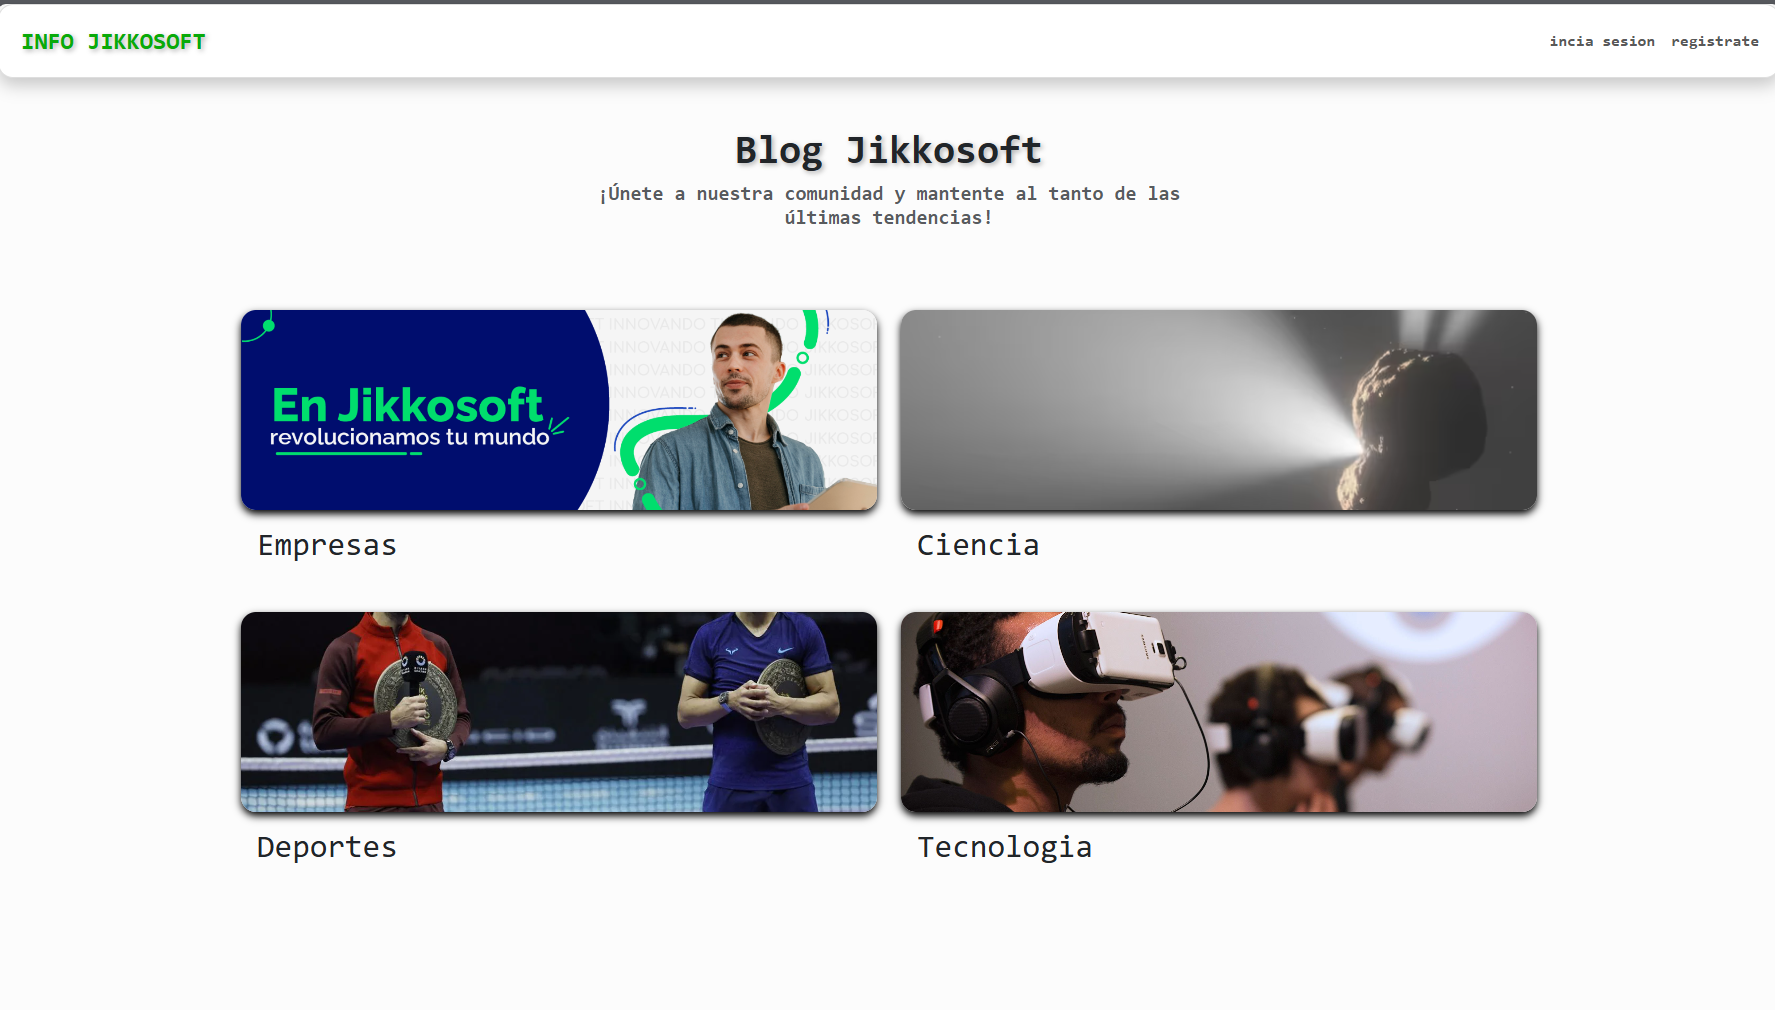 INFO JIKKOSOFT
incia sesion registrate
Blog Jikkosoft
¡Únete a nuestra comunidad y mantente al tanto de las
últimas tendencias!
En Jikkosoft
revolucionamos tu mundo
INNOVANDO
JIKKOSOF
Empresas
Ciencia
Deportes
Tecnologia